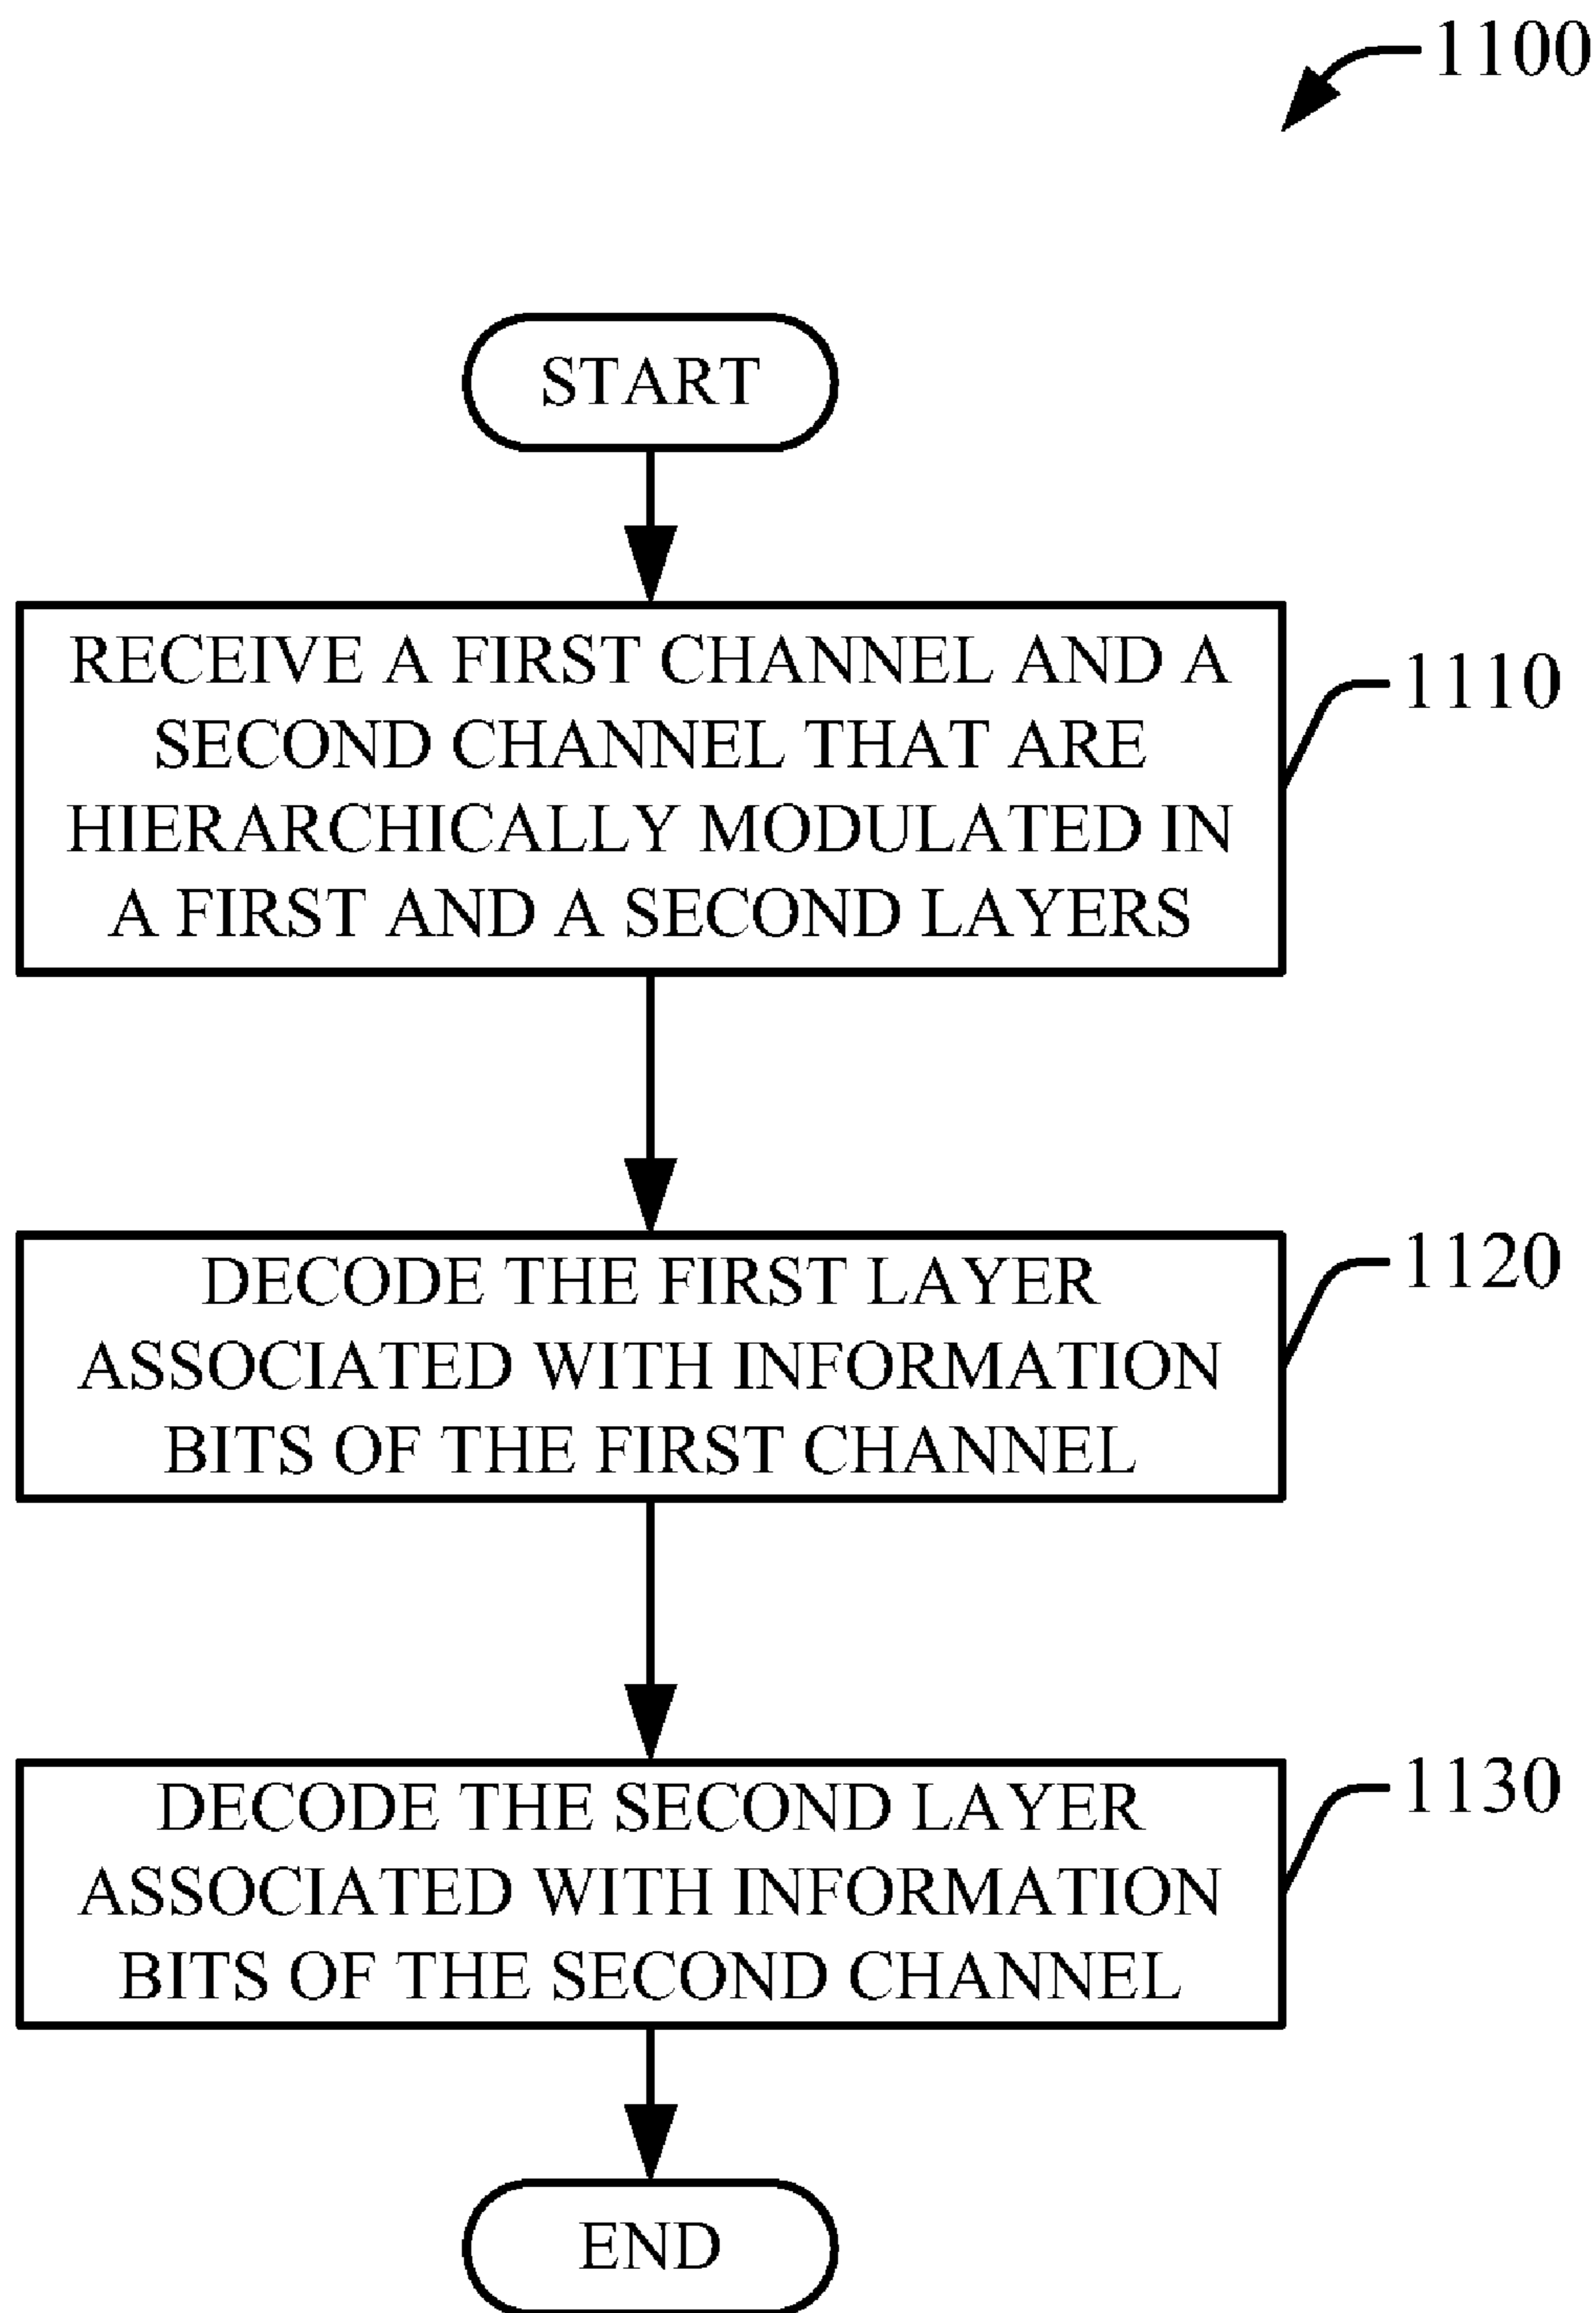 1100
START
RECEIVE A FIRST CHANNEL AND A
SECOND CHANNEL THAT ARE
HIERARCHICALLY MODULATED IN
A FIRST AND A SECOND LAYERS
1110
DECODE THE FIRST LAYER
ASSOCIATED WITH INFORMATION
BITS OF THE FIRST CHANNEL
1120
DECODE THE SECOND LAYER
ASSOCIATED WITH INFORMATION
BITS OF THE SECOND CHANNEL
1130
END